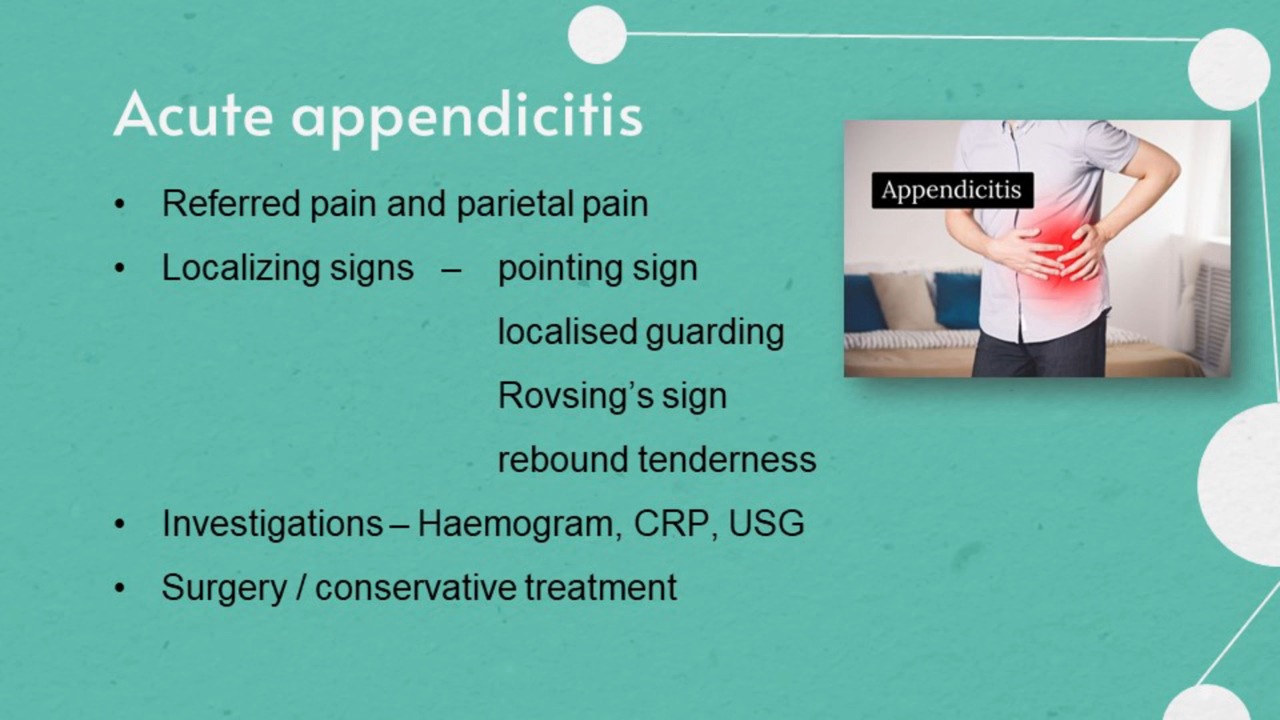 Acute appendicitis
• Referred pain and parietal pain
• Localizing signs – pointing sign
localised guarding
Rovsing’s sign
rebound tenderness
• Investigations – Haemogram, CRP, USG
• Surgery / conservative treatment
Appendicitis